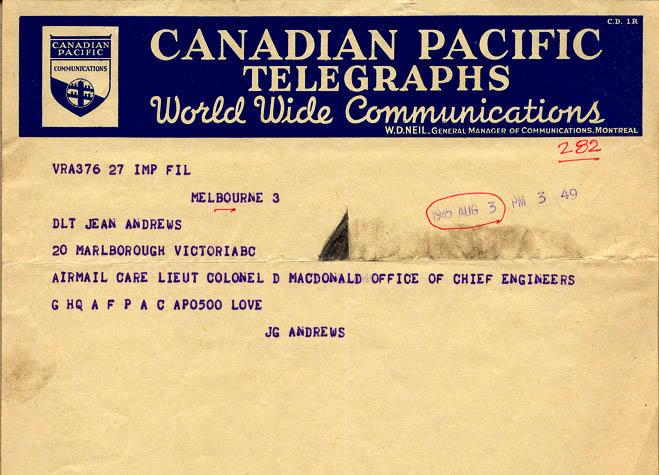 C.D. 1R
CANADIAN PACIFIC
COMMUNICATIONS
CANADIAN PACIFIC
TELEGRAPHS
World Wide Communications
W.D. NEIL, GENERAL MANAGER OF COMMUNICATIONS, MONTREAL
282
VRA376 27 IMP FIL
MELBOURNE 3
1945 AUG 3 PM 3 49
DLT JEAN ANDREWS
20 MARLBOROUGH VICTORIABC
AIRMAIL CARE LIEUT COLONEL D MACDONALD OFFICE OF CHIEF ENGINEERS
G HQ A F P A C APO500 LOVE
JG ANDREWS